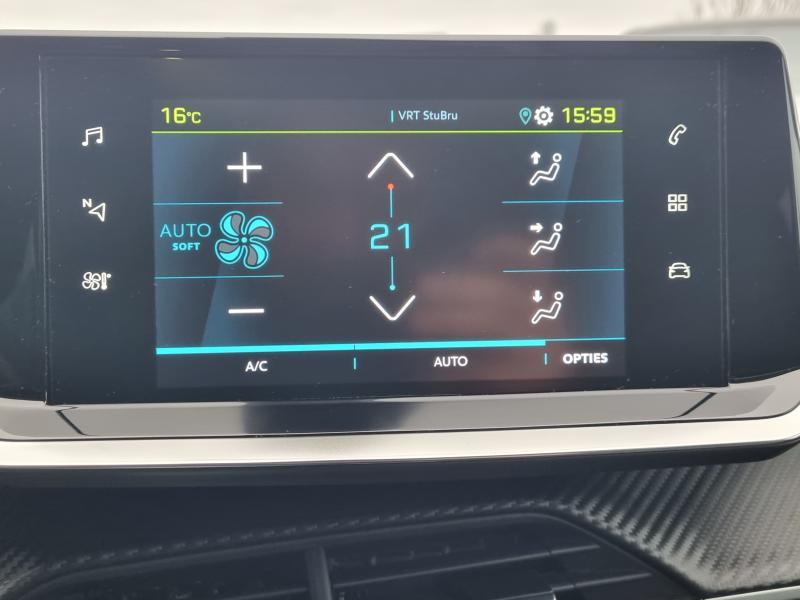 16°C
VRT StuBru
15:59
N
AUTO
SOFT
21
A/C
AUTO
OPTIES